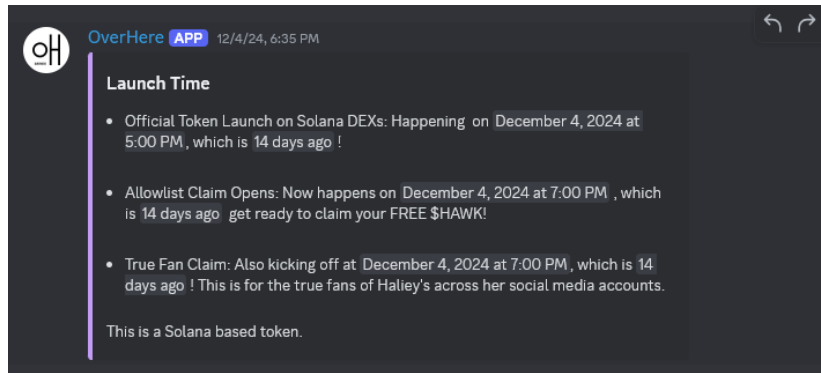 OverHere APP 12/4/24, 6:35 PM
Launch Time
• Official Token Launch on Solana DEXs: Happening on December 4, 2024 at
5:00 PM, which is 14 days ago !
• Allowlist Claim Opens: Now happens on December 4, 2024 at 7:00 PM , which
is 14 days ago get ready to claim your FREE $HAWK!
• True Fan Claim: Also kicking off at December 4, 2024 at 7:00 PM, which is 14
days ago ! This is for the true fans of Haliey's across her social media accounts.
This is a Solana based token.